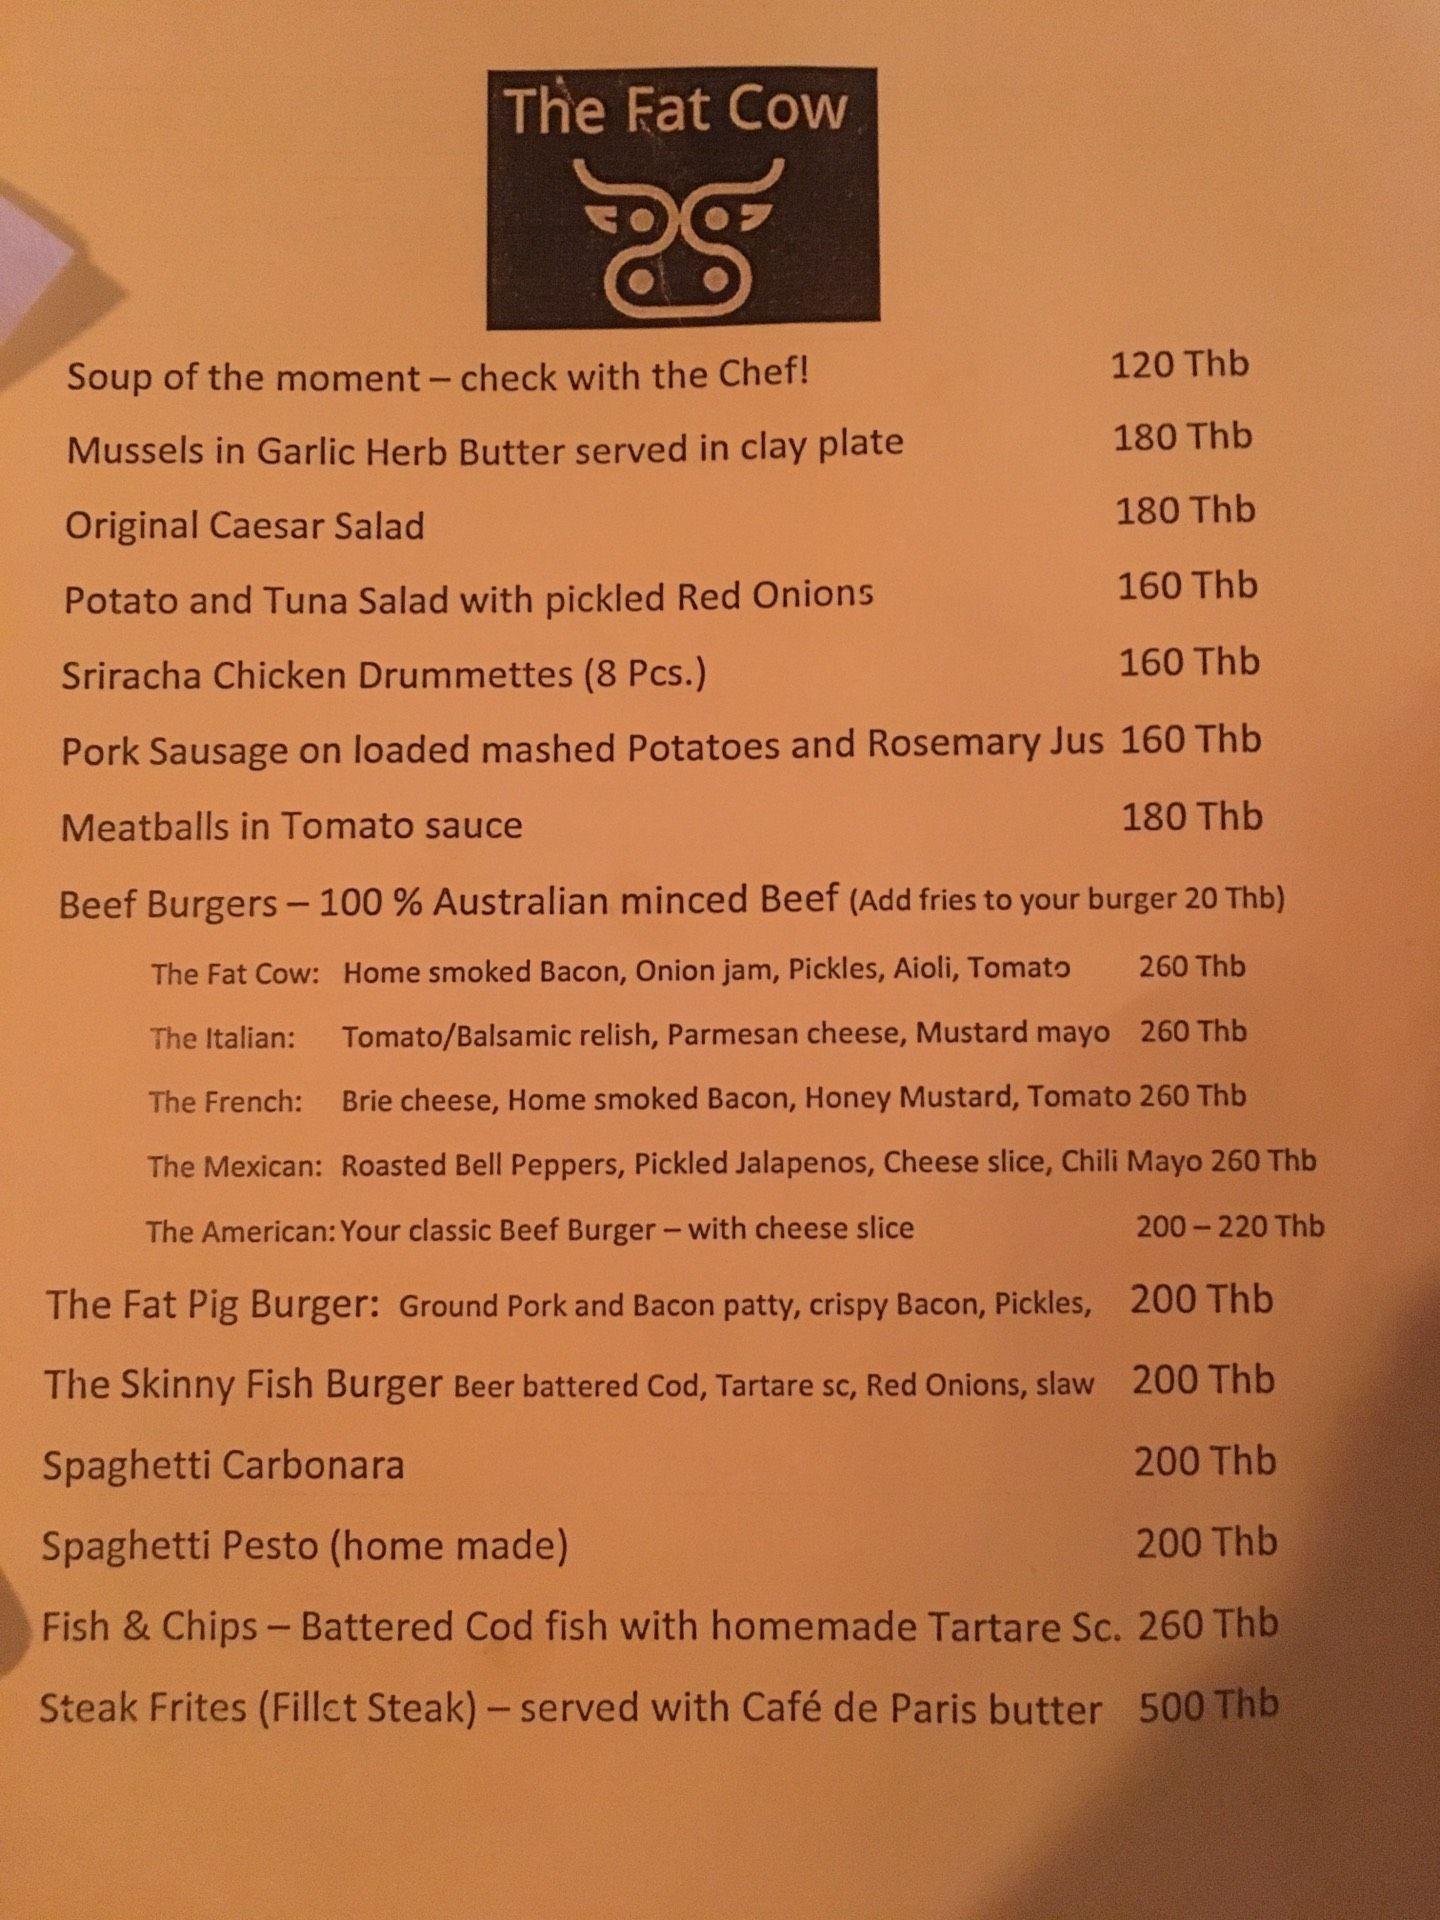 The Fat Cow
Soup of the moment – check with the Chef! 120 Thb
Mussels in Garlic Herb Butter served in clay plate 180 Thb
Original Caesar Salad 180 Thb
Potato and Tuna Salad with pickled Red Onions 160 Thb
Sriracha Chicken Drummettes (8 Pcs.) 160 Thb
Pork Sausage on loaded mashed Potatoes and Rosemary Jus 160 Thb
Meatballs in Tomato sauce 180 Thb
Beef Burgers – 100 % Australian minced Beef (Add fries to your burger 20 Thb)
The Fat Cow: Home smoked Bacon, Onion jam, Pickles, Aioli, Tomato 260 Thb
The Italian: Tomato/Balsamic relish, Parmesan cheese, Mustard mayo 260 Thb
The French: Brie cheese, Home smoked Bacon, Honey Mustard, Tomato 260 Thb
The Mexican: Roasted Bell Peppers, Pickled Jalapenos, Cheese slice, Chili Mayo 260 Thb
The American: Your classic Beef Burger – with cheese slice 200 – 220 Thb
The Fat Pig Burger: Ground Pork and Bacon patty, crispy Bacon, Pickles, 200 Thb
The Skinny Fish Burger Beer battered Cod, Tartare sc, Red Onions, slaw 200 Thb
Spaghetti Carbonara 200 Thb
Spaghetti Pesto (home made) 200 Thb
Fish & Chips – Battered Cod fish with homemade Tartare Sc. 260 Thb
Steak Frites (Fillet Steak) – served with Café de Paris butter 500 Thb